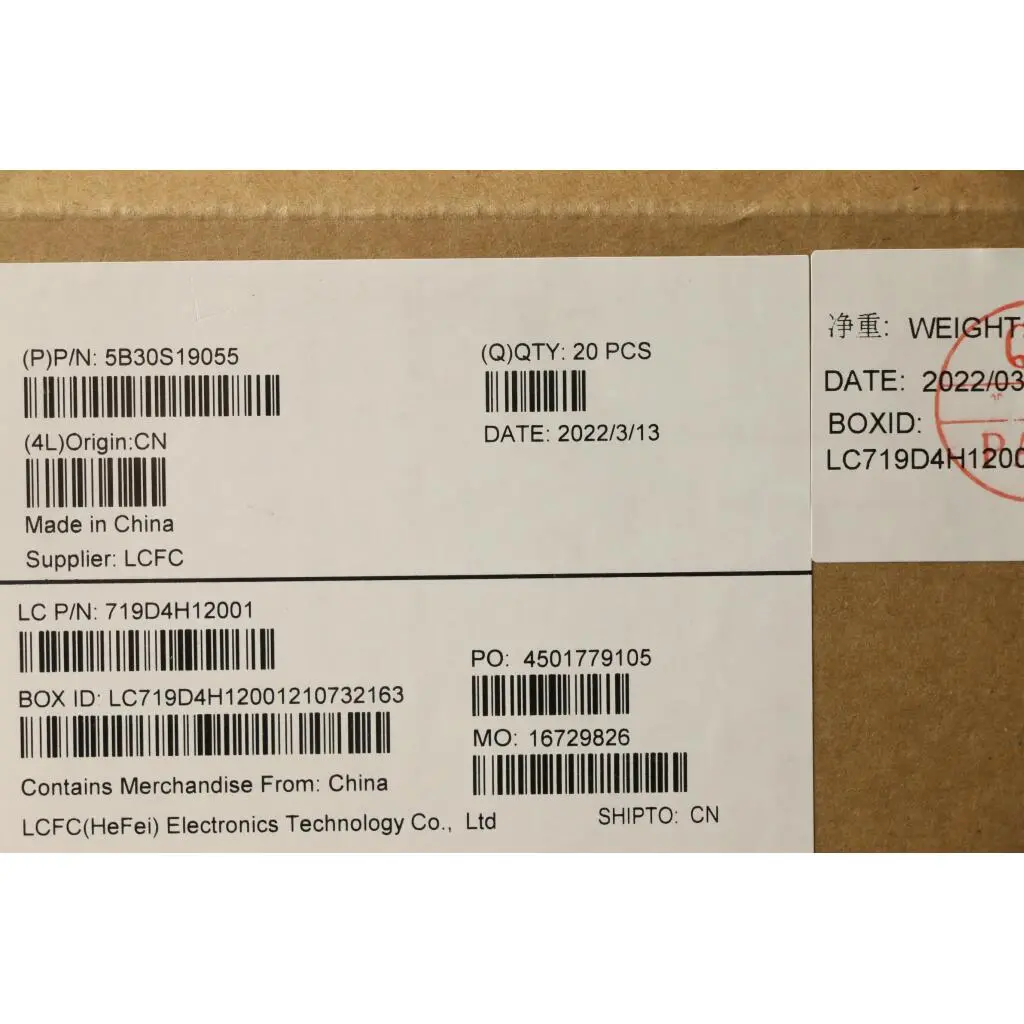 (P)P/N: 5B30S19055
(Q)QTY: 20 PCS
(4L)Origin:CN
DATE: 2022/3/13
Made in China
Supplier: LCFC
LC P/N: 719D4H12001
PO: 4501779105
BOX ID: LC719D4H12001210732163
MO: 16729826
Contains Merchandise From: China
SHIPTO: CN
LCFC(HeFei) Electronics Technology Co., Ltd
净重: WEIGHT:
DATE: 2022/03
BOXID:
LC719D4H1200